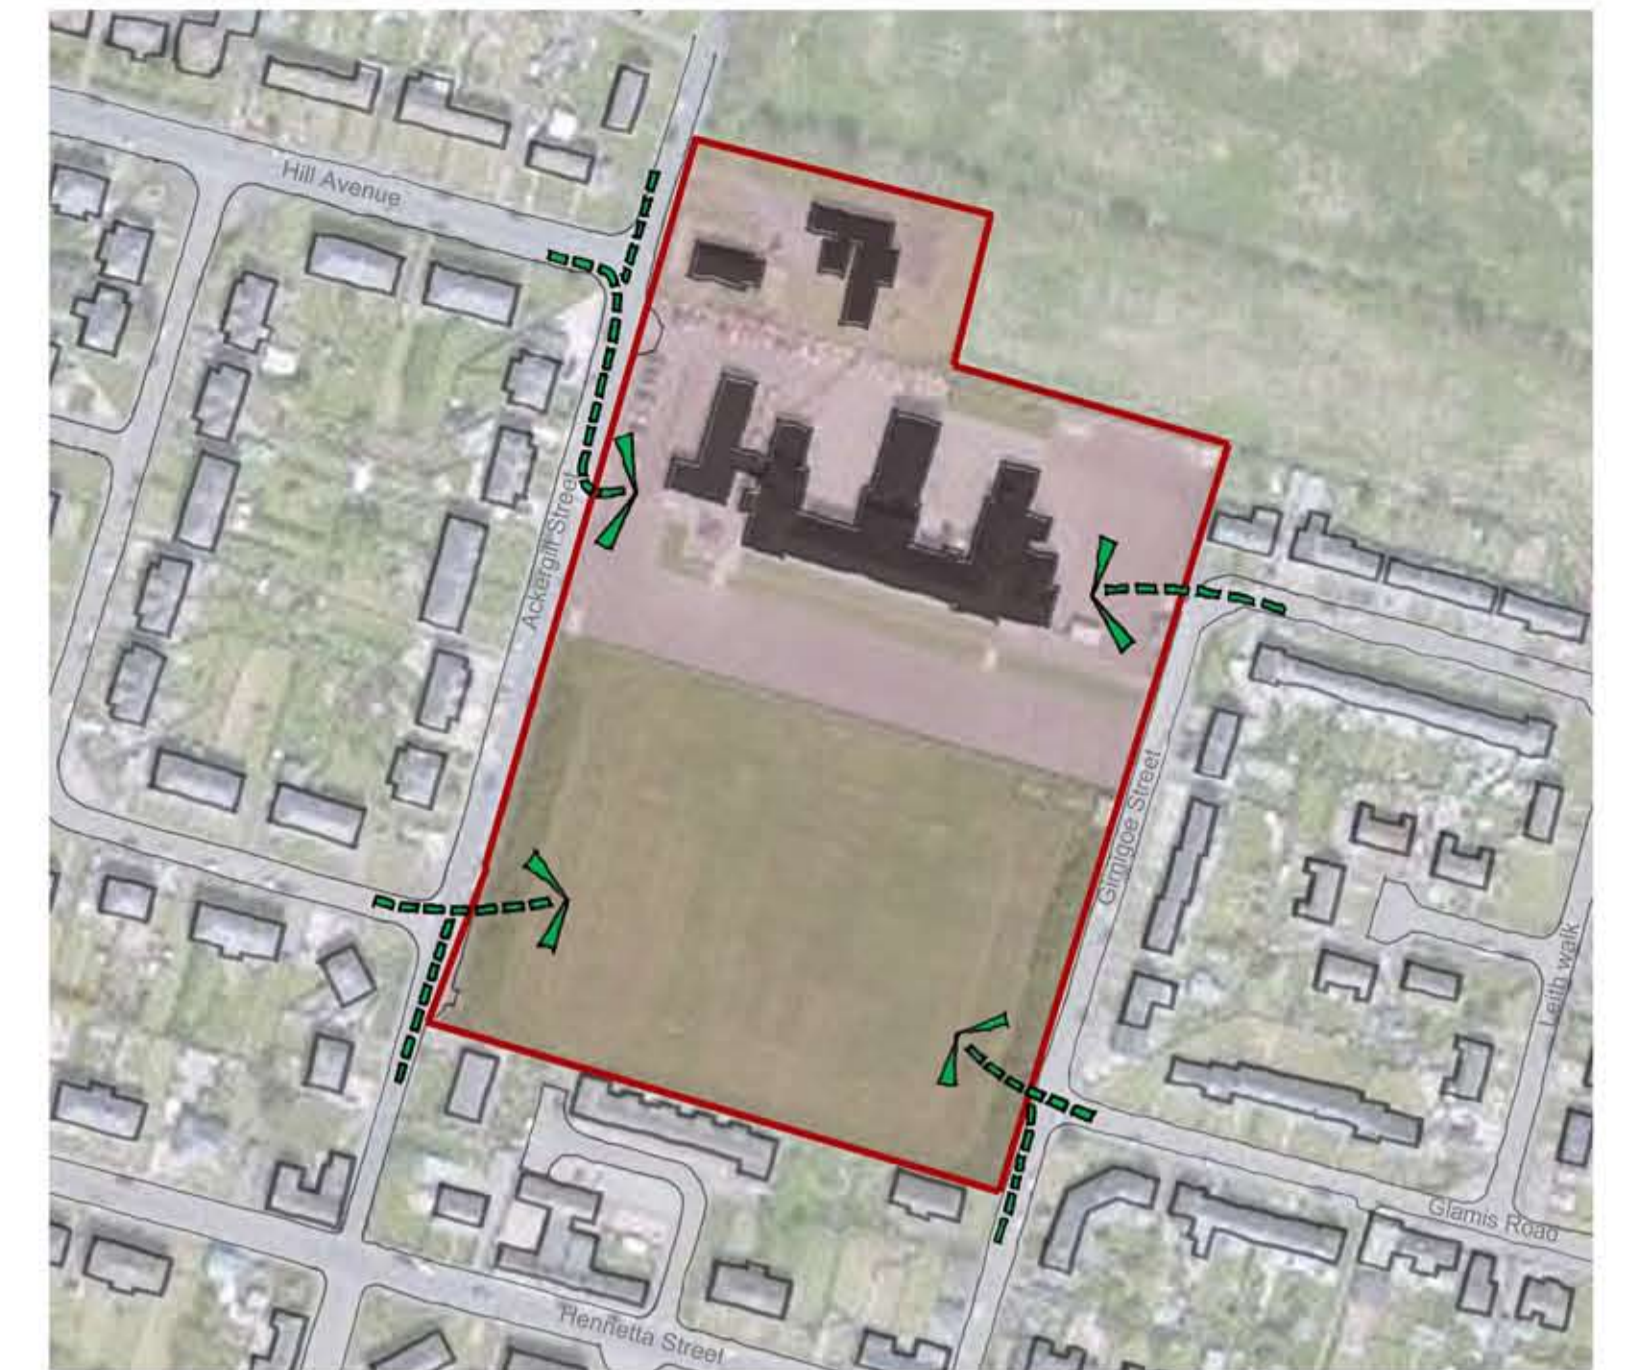 Hill Avenue
Ackergill Street
Girnigoe Street
Leith walk
Glamis Road
Henrietta Street